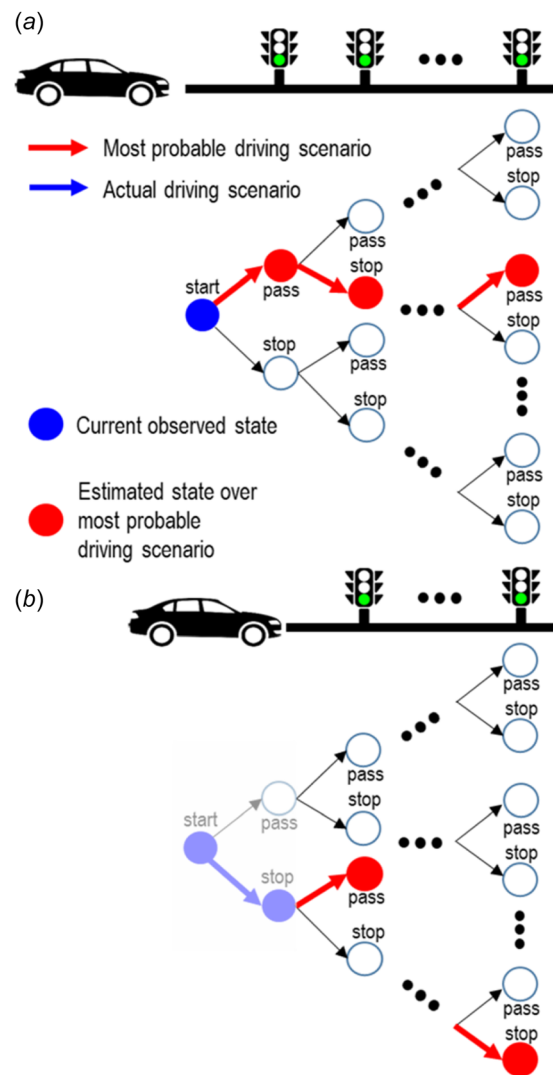 (a)
Most probable driving scenario
Actual driving scenario
pass
stop
start
pass
pass
stop
pass
stop
stop
pass
stop
Current observed state
pass
stop
Estimated state over
most probable
driving scenario
(b)
pass
stop
pass
start
pass
stop
pass
stop
stop
pass
stop
pass
stop